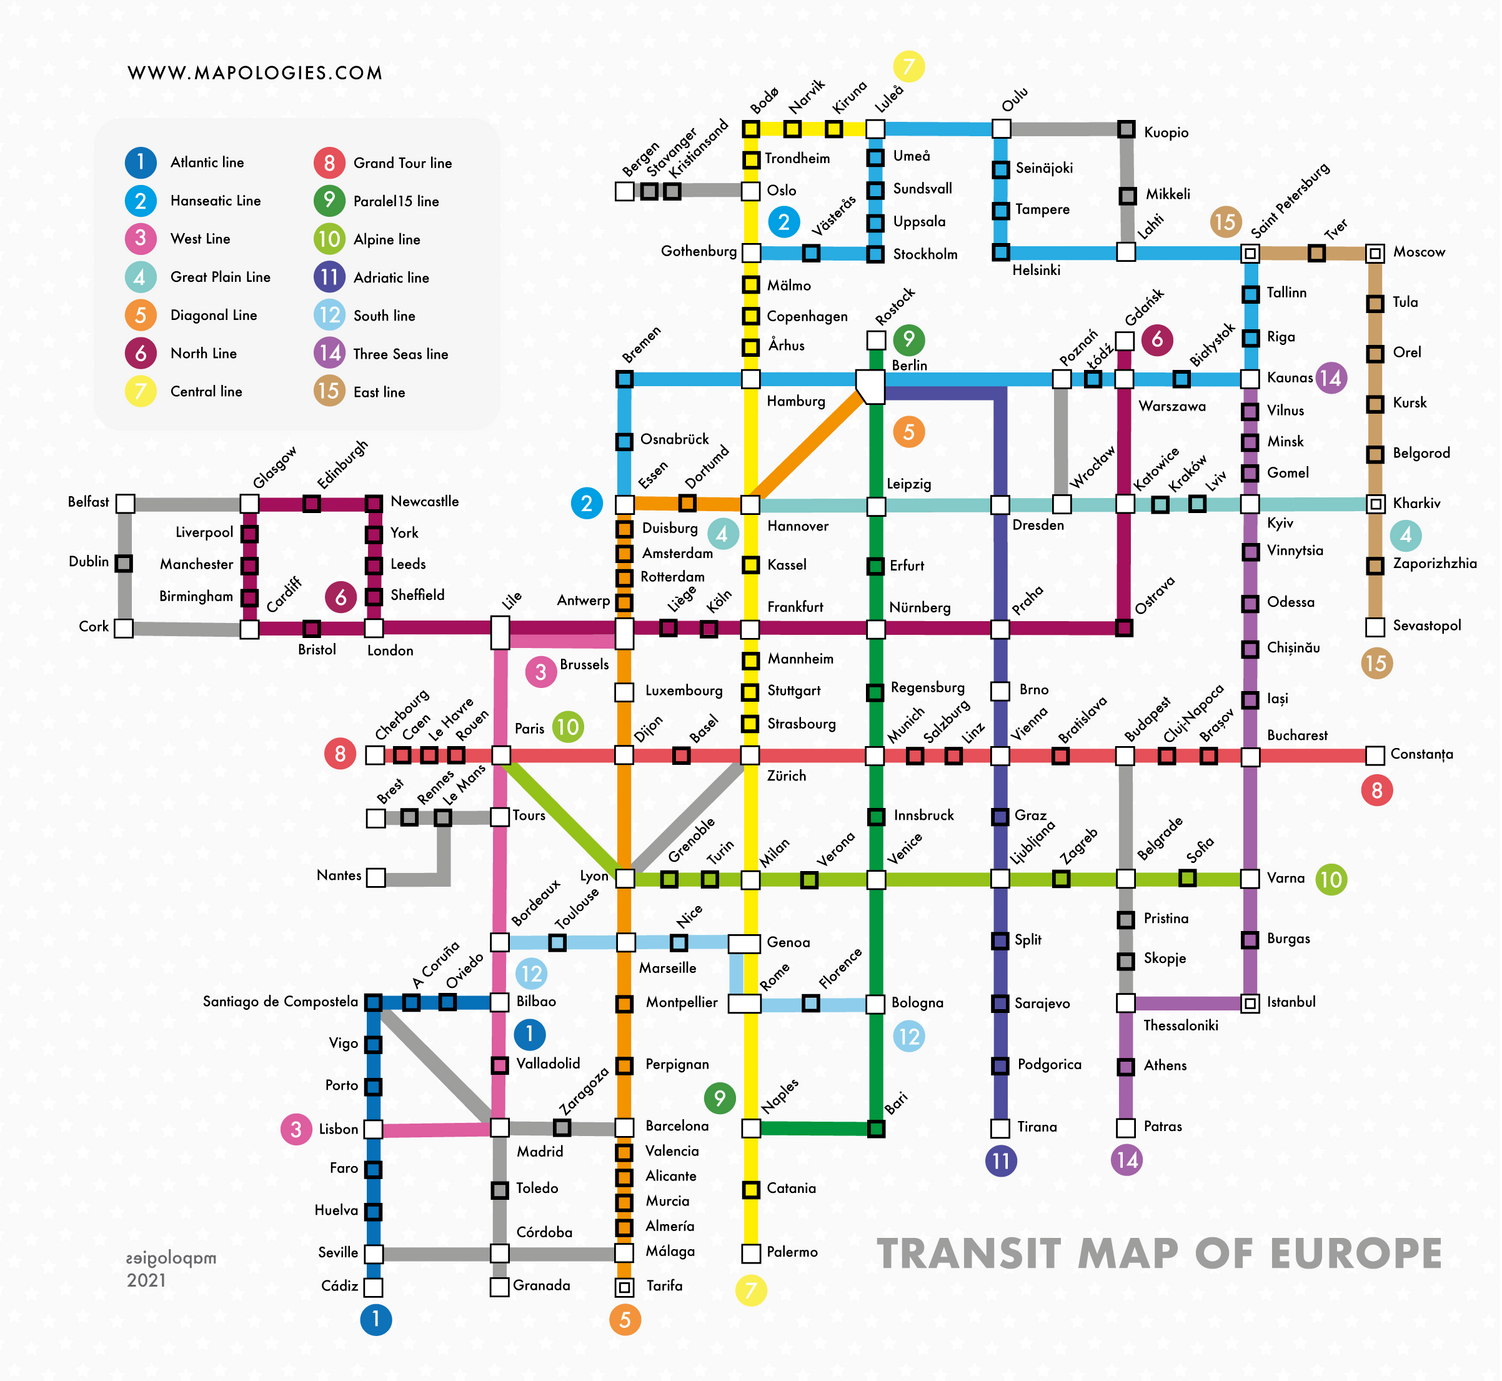 WWW.MAPOLOGIES.COM
1 Atlantic line
2 Hanseatic Line
3 West Line
4 Great Plain Line
5 Diagonal Line
6 North Line
7 Central line
8 Grand Tour line
9 Paralel15 line
10 Alpine line
11 Adriatic line
12 South line
14 Three Seas line
15 East line
7
Bodø
Narvik
Kiruna
Luleå
Oulu
Kuopio
Bergen
Stavanger
Kristiansand
Trondheim
Umeå
Seinäjoki
Oslo
Sundsvall
Mikkeli
2
Västerås
Uppsala
Tampere
Lahti
15
Saint Petersburg
Tver
Gothenburg
Stockholm
Helsinki
Moscow
Mälmo
Tallinn
Tula
Copenhagen
Rostock
9
Gdańsk
6
Århus
Riga
Orel
Bremen
Berlin
Poznań
Łódź
Białystok
Kaunas
14
Hamburg
Warszawa
Kursk
5
Vilnus
Osnabrück
Minsk
Belgorod
Glasgow
Edinburgh
Essen
Dortumd
Leipzig
Wrocław
Katowice
Kraków
Lviv
Gomel
Belfast
Newcastlle
2
Kharkiv
Liverpool
York
Duisburg
4
Hannover
Dresden
Kyiv
4
Dublin
Manchester
Leeds
Amsterdam
Kassel
Erfurt
Vinnytsia
Zaporizhzhia
Birmingham
Cardiff
6
Sheffield
Rotterdam
Lile
Antwerp
Liège
Köln
Frankfurt
Nürnberg
Praha
Ostrava
Odessa
Cork
Bristol
London
Sevastopol
3
Brussels
Mannheim
Chișinău
15
Luxembourg
Stuttgart
Regensburg
Brno
Iași
Cherbourg
Caen
Le Havre
Rouen
Paris
10
Dijon
Basel
Strasbourg
Munich
Salzburg
Linz
Vienna
Bratislava
Budapest
Cluj-Napoca
Brașov
Bucharest
8
Zürich
Constanța
8
Brest
Rennes
Le Mans
Tours
Innsbruck
Graz
Nantes
Lyon
Grenoble
Turin
Milan
Verona
Venice
Ljubljana
Zagreb
Belgrade
Sofia
Varna
10
Bordeaux
Toulouse
Nice
Pristina
Genoa
Split
Burgas
12
Marseille
Skopje
A Coruña
Oviedo
Rome
Florence
Santiago de Compostela
Bilbao
Montpellier
Bologna
Sarajevo
Istanbul
1
12
Thessaloniki
Vigo
Valladolid
Perpignan
Podgorica
Athens
Porto
Zaragoza
9
Naples
Bari
3
Lisbon
Barcelona
Tirana
Patras
Madrid
Valencia
11
14
Faro
Toledo
Alicante
Catania
Huelva
Murcia
Córdoba
Almería
Seville
Málaga
Palermo
TRANSIT MAP OF EUROPE
mapologies
2021
Cádiz
Granada
Tarifa
7
1
5